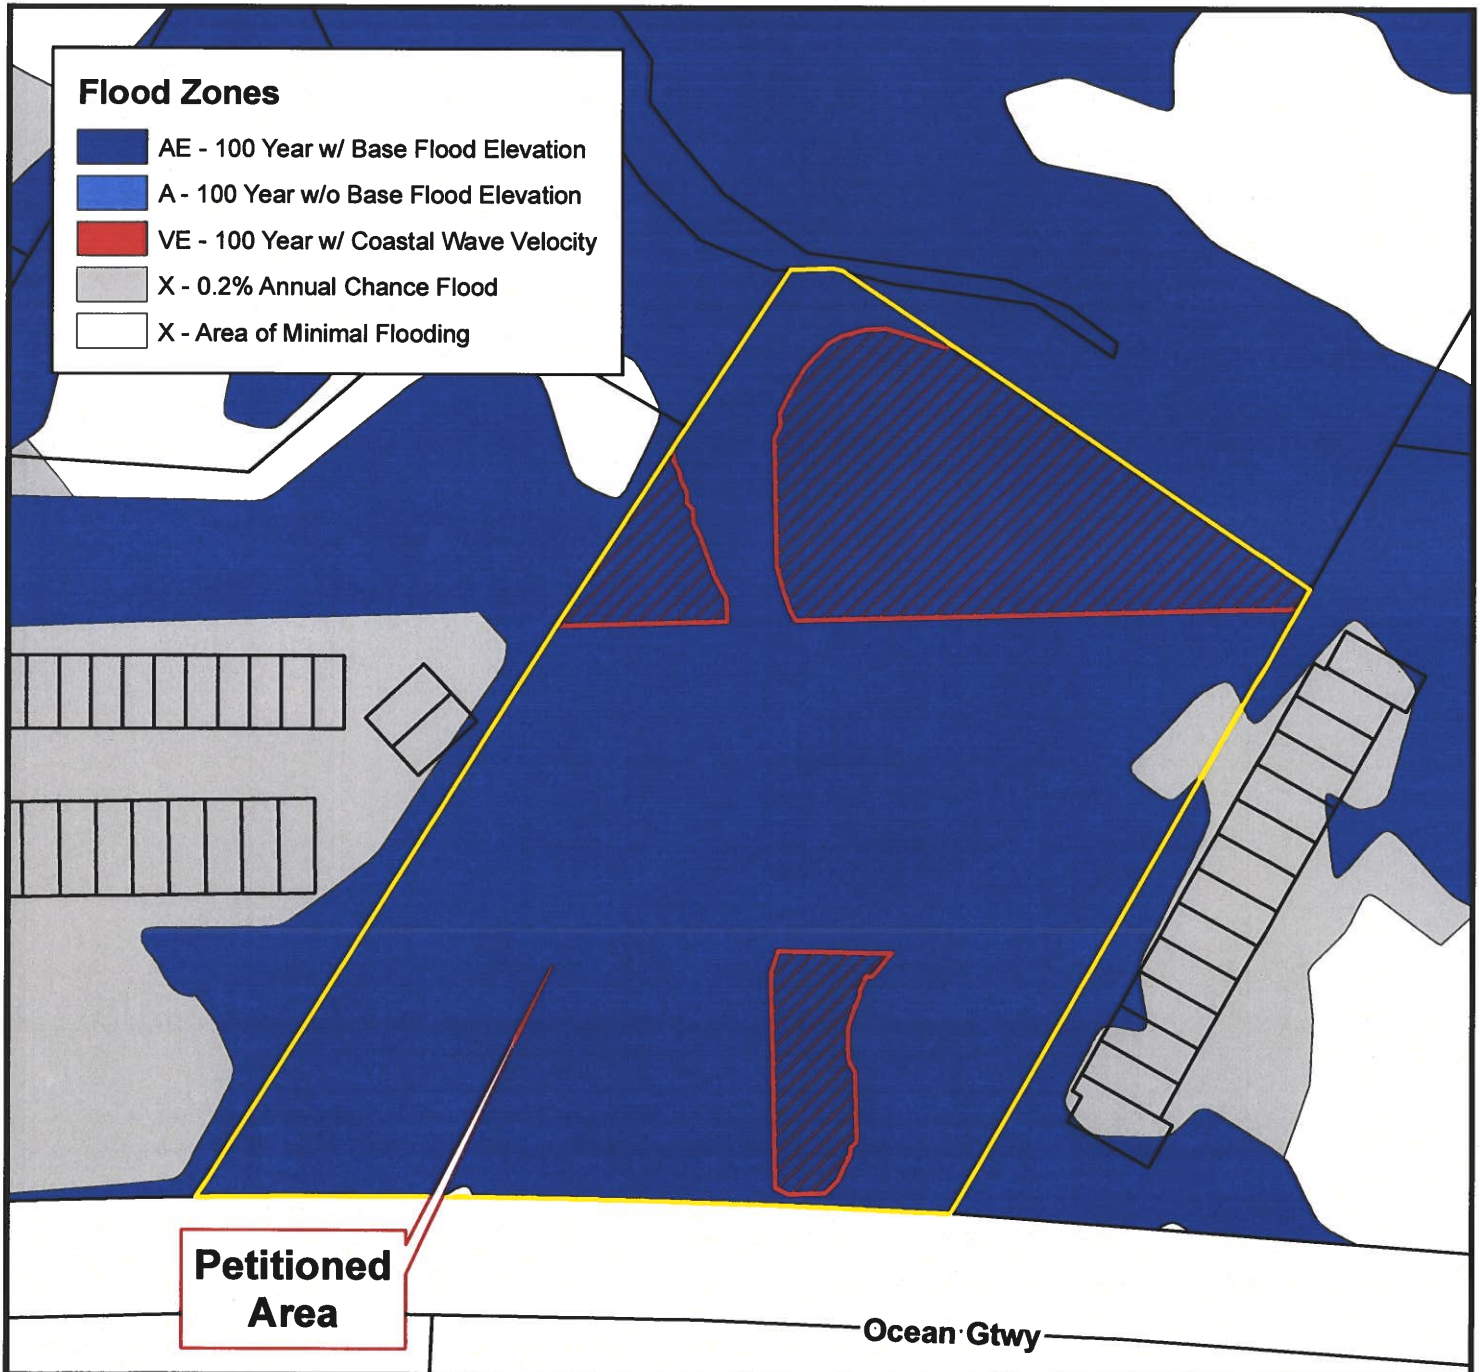 Flood Zones
AE - 100 Year w/ Base Flood Elevation
A - 100 Year w/o Base Flood Elevation
VE - 100 Year w/ Coastal Wave Velocity
X - 0.2% Annual Chance Flood
X - Area of Minimal Flooding
Petitioned
Area
Ocean Gtwy